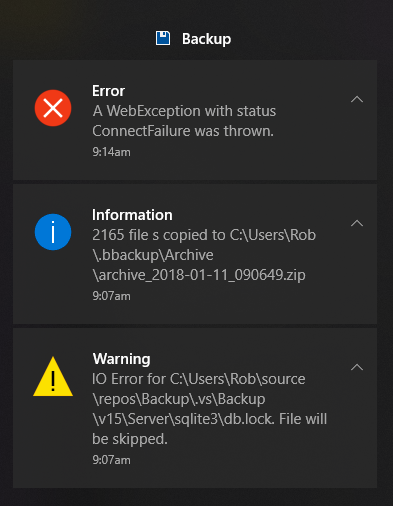 Backup
Error
A WebException with status
ConnectFailure was thrown.
9:14am
Information
2165 file s copied to C:\Users\Rob
\.bbackup\Archive
\archive_2018-01-11_090649.zip
9:07am
Warning
IO Error for C:\Users\Rob\source
\repos\Backup\.vs\Backup
\v15\Server\sqlite3\db.lock. File will
be skipped.
9:07am